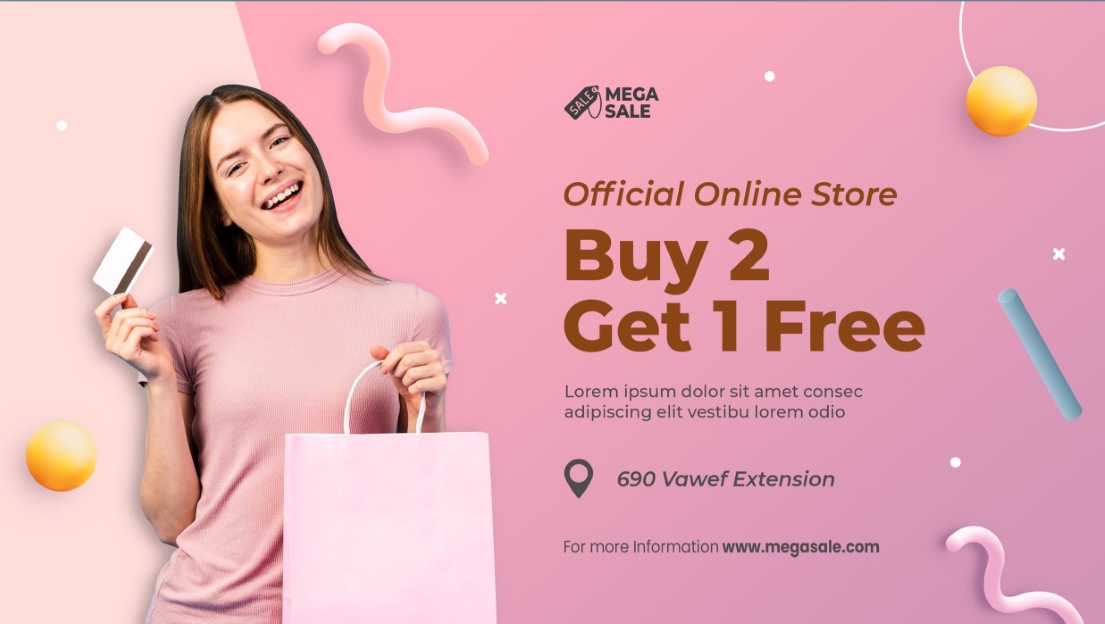 SALE
MEGA
SALE
Official Online Store
Buy 2
Get 1 Free
Lorem ipsum dolor sit amet consec
adipiscing elit vestibu lorem odio
690 Vawef Extension
For more Information www.megasale.com